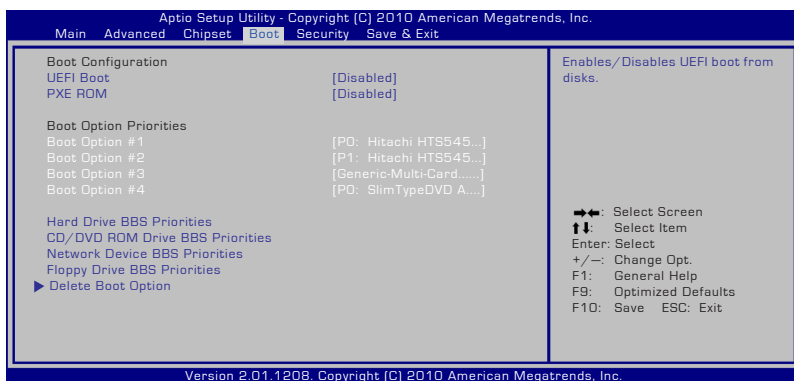 Aptio Setup Utility - Copyright (C) 2010 American Megatrends, Inc.
Main Advanced Chipset Boot Security Save & Exit
Boot Configuration
UEFI Boot [Disabled]
PXE ROM [Disabled]
Boot Option Priorities
Boot Option #1 [P0: Hitachi HTS545...]
Boot Option #2 [P1: Hitachi HTS545...]
Boot Option #3 [Generic-Multi-Card......]
Boot Option #4 [P0: SlimTypeDVD A....]
Hard Drive BBS Priorities
CD/DVD ROM Drive BBS Priorities
Network Device BBS Priorities
Floppy Drive BBS Priorities
Delete Boot Option
Enables/Disables UEFI boot from
disks.
→←: Select Screen
↑↓: Select Item
Enter: Select
+/—: Change Opt.
F1: General Help
F9: Optimized Defaults
F10: Save ESC: Exit
Version 2.01.1208. Copyright (C) 2010 American Megatrends, Inc.